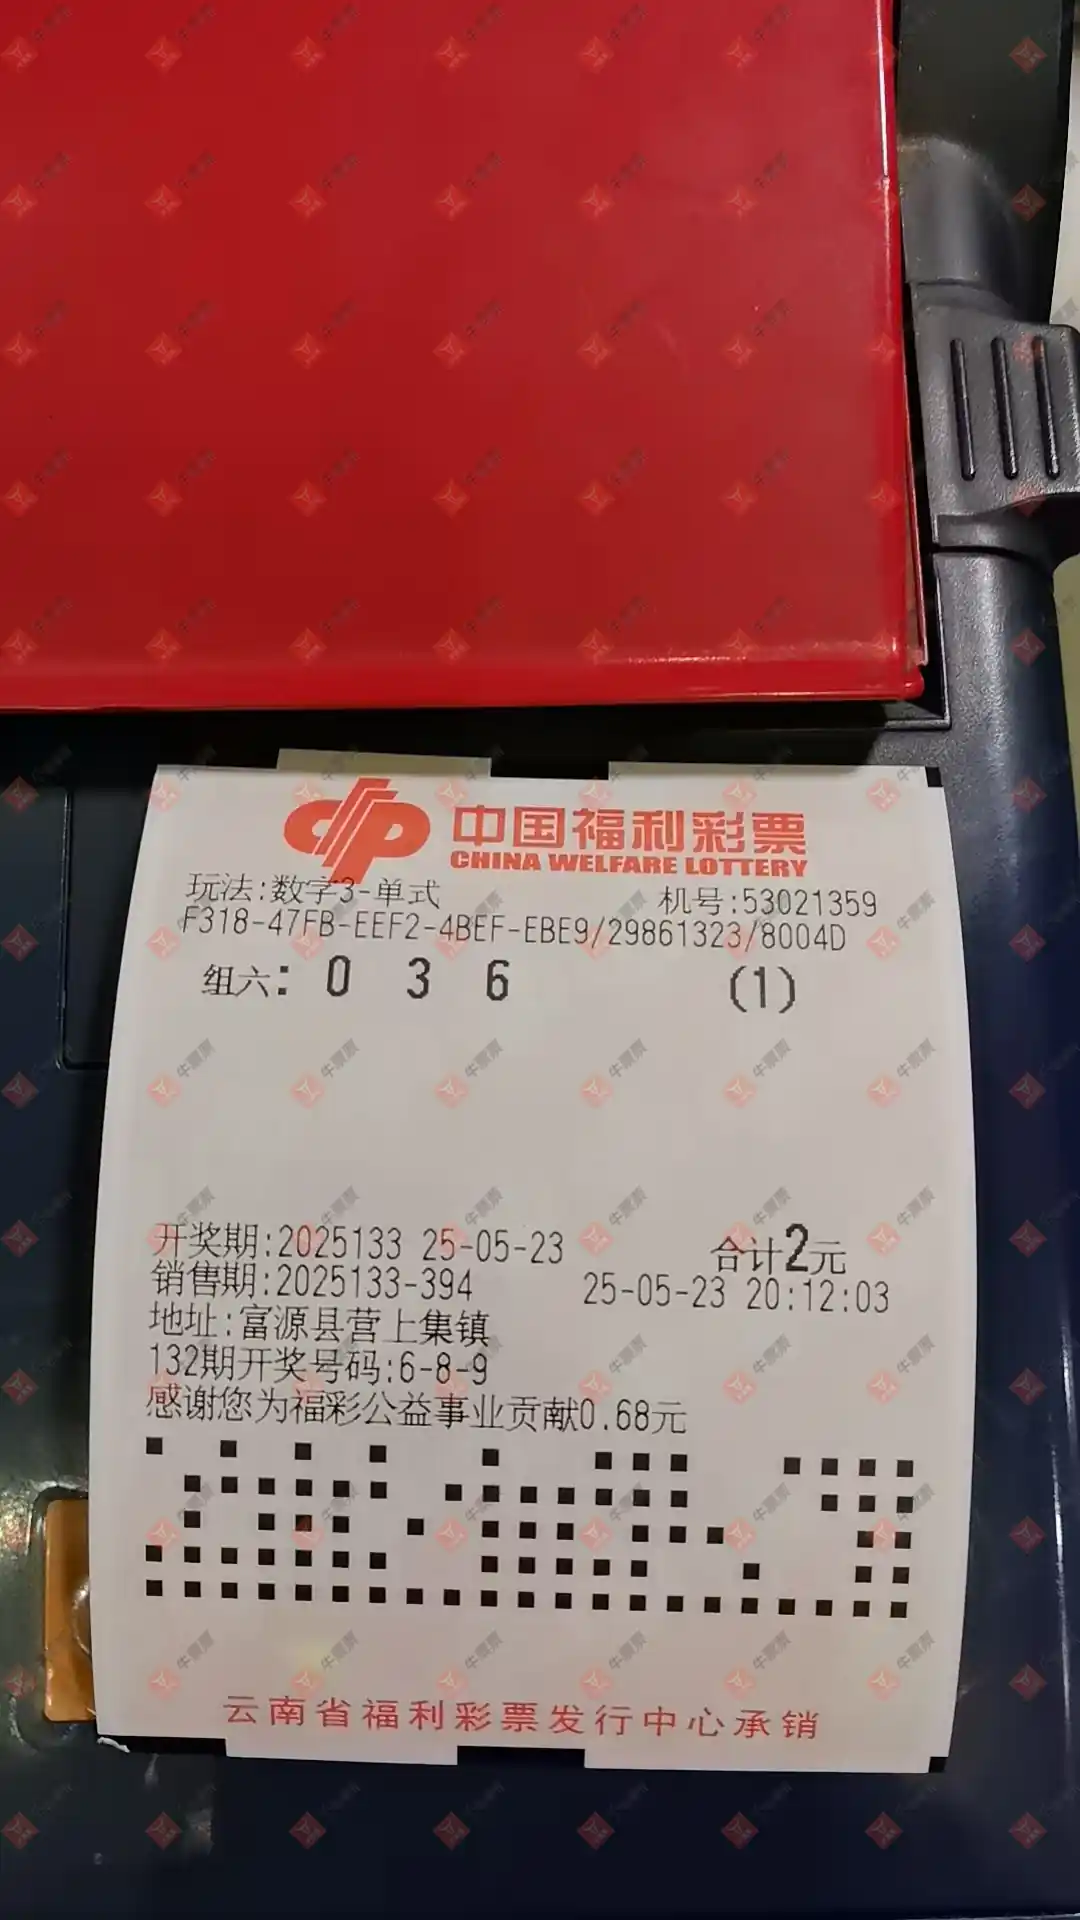 中国福利彩票
CHINA WELFARE LOTTERY
玩法:数字3-单式 机号:53021359
F318-47FB-EEF2-4BEF-EBE9/29861323/8004D
组六: 0 3 6 (1)
开奖期:2025133 25-05-23 合计2元
销售期:2025133-394 25-05-23 20:12:03
地址:富源县营上集镇
132期开奖号码:6-8-9
感谢您为福彩公益事业贡献0.68元
云南省福利彩票发行中心承销
牛票票